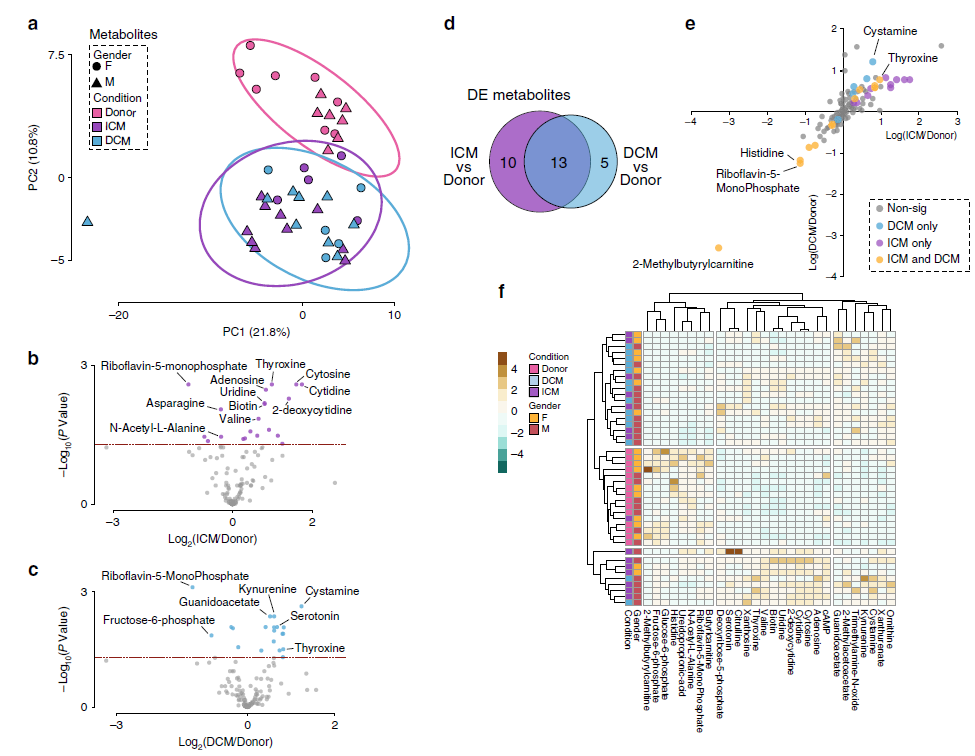 a
Metabolites
Gender
F
M
Condition
Donor
ICM
DCM
7.5
0
−5
PC2 (10.8%)
−20
0
10
PC1 (21.8%)
b
3
0
−Log10(P Value)
Riboflavin-5-monophosphate
Thyroxine
Cytosine
Adenosine
Uridine
Cytidine
Asparagine
Biotin
2-deoxycytidine
Valine
N-Acetyl-L-Alanine
−3
0
2
Log2(ICM/Donor)
c
3
0
−Log10(P Value)
Riboflavin-5-MonoPhosphate
Kynurenine
Cystamine
Guanidoacetate
Serotonin
Fructose-6-phosphate
Thyroxine
−3
0
2
Log2(DCM/Donor)
d
DE metabolites
ICM
vs
Donor
10
13
5
DCM
vs
Donor
e
2
1
−1
−2
−3
−4
−4
−3
−2
−1
1
2
3
Cystamine
Thyroxine
Log(ICM/Donor)
Log(DCM/Donor)
Histidine
Riboflavin-5-
MonoPhosphate
2-Methylbutyrylcarnitine
Non-sig
DCM only
ICM only
ICM and DCM
f
4
2
0
−2
−4
Condition
Donor
DCM
ICM
Gender
F
M
Condition
Gender
2-Methylbutyrylcarnitine
Fructose-6-phosphate
Glucose-6-phosphate
Histidine
Ureidopropionic-acid
N-Acetyl-L-Alanine
Riboflavin-5-MonoPhosphate
Butyrlcarnitine
Deoxyribose-5-phosphate
Serotonin
Citrulline
Xanthosine
Thyroxine
Valine
Biotin
Uridine
2-deoxycytidine
Cytidine
Cytosine
Adenosine
cAMP
Guanidoacetate
2-Methylacetoacetate
Trimethylamine-N-oxide
Kynurenine
Cystamine
Xanthurenate
Ornithine